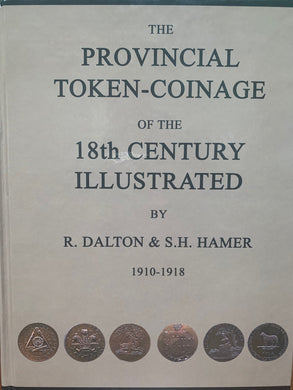 THE
PROVINCIAL
TOKEN-COINAGE
OF THE
18th CENTURY
ILLUSTRATED
BY
R. DALTON & S.H. HAMER
1910-1918